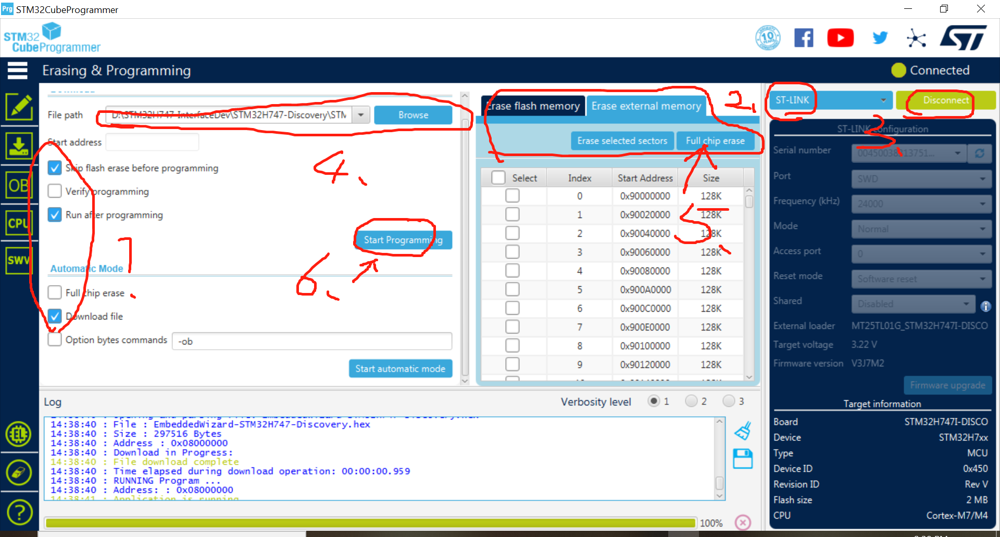 Prg STM32CubeProgrammer
STM32
CubeProgrammer
10
YEARS
ST
Erasing & Programming
Connected
File path
D:\STM32H747-InterfaceDev\STM32H747-Discovery\STM
Browse
Start address
Skip flash erase before programming
Verify programming
Run after programming
Start Programming
Automatic Mode
Full chip erase
Download file
Option bytes commands
-ob
Start automatic mode
OB
CPU
SWV
1.
4.
6.
Erase flash memory
Erase external memory
2.
Erase selected sectors
Full chip erase
Select Index Start Address Size
0 0x90000000 128K
1 0x90020000 128K
2 0x90040000 128K
3 0x90060000 128K
4 0x90080000 128K
5 0x900A0000 128K
6 0x900C0000 128K
7 0x900E0000 128K
8 0x90100000 128K
9 0x90120000 128K
5.
ST-LINK
Disconnect
3.
ST-LINK configuration
Serial number
Port SWD
Frequency (kHz) 24000
Mode Normal
Access port 0
Reset mode Software reset
Shared Disabled
External loader MT25TL01G_STM32H747I-DISCO
Target voltage 3.22 V
Firmware version V3J7M2
Firmware upgrade
Target information
Board STM32H747I-DISCO
Device STM32H7xx
Type MCU
Device ID 0x450
Revision ID Rev V
Flash size 2 MB
CPU Cortex-M7/M4
Log
Verbosity level 1 2 3
14:38:40 : File : EmbeddedWizard-STM32H747-Discovery.hex
14:38:40 : Size : 297516 Bytes
14:38:40 : Address : 0x08000000
14:38:40 : Download in Progress:
14:38:40 : File download complete
14:38:40 : Time elapsed during download operation: 00:00:00.959
14:38:40 : RUNNING Program ...
14:38:40 : Address: : 0x08000000
14:38:41 : Application is running
100%